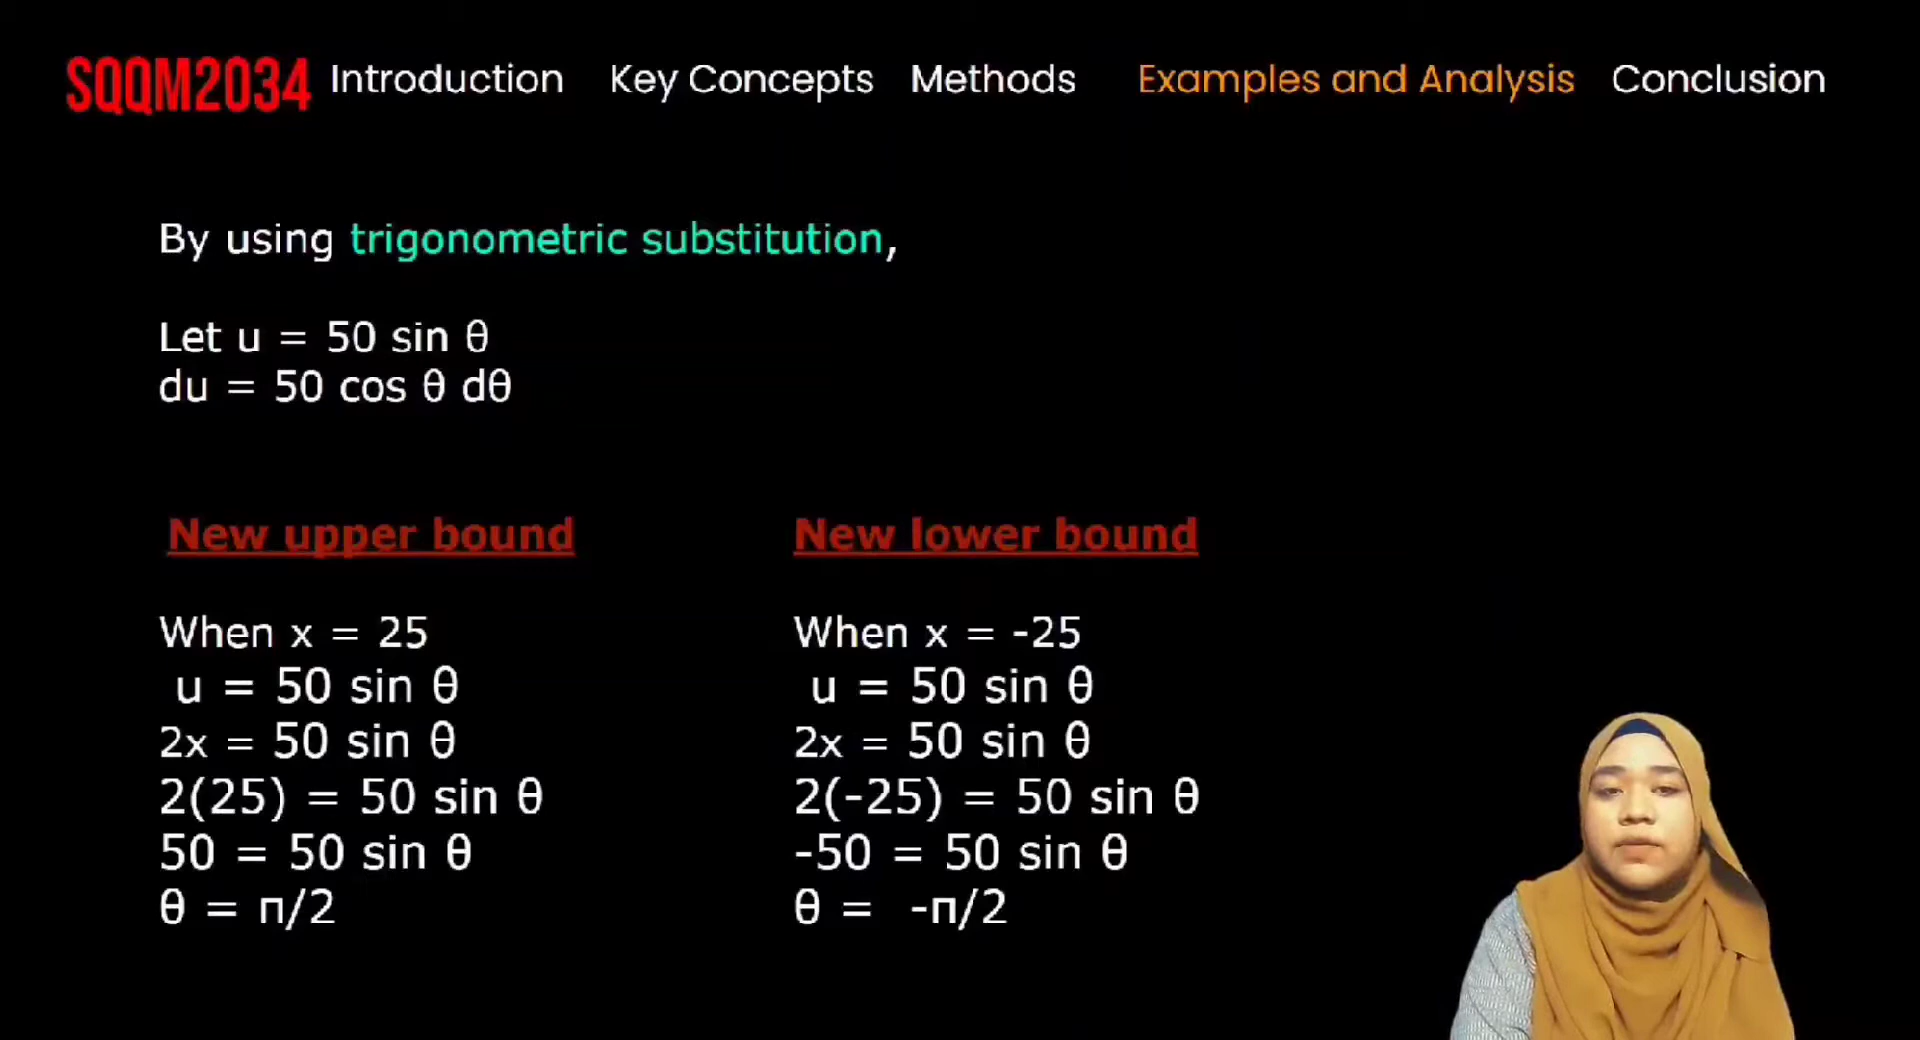 SQQM2034 Introduction Key Concepts Methods Examples and Analysis Conclusion
By using trigonometric substitution,
Let u = 50 sin θ
du = 50 cos θ dθ
New upper bound
When x = 25
u = 50 sin θ
2x = 50 sin θ
2(25) = 50 sin θ
50 = 50 sin θ
θ = π/2
New lower bound
When x = -25
u = 50 sin θ
2x = 50 sin θ
2(-25) = 50 sin θ
-50 = 50 sin θ
θ = -π/2